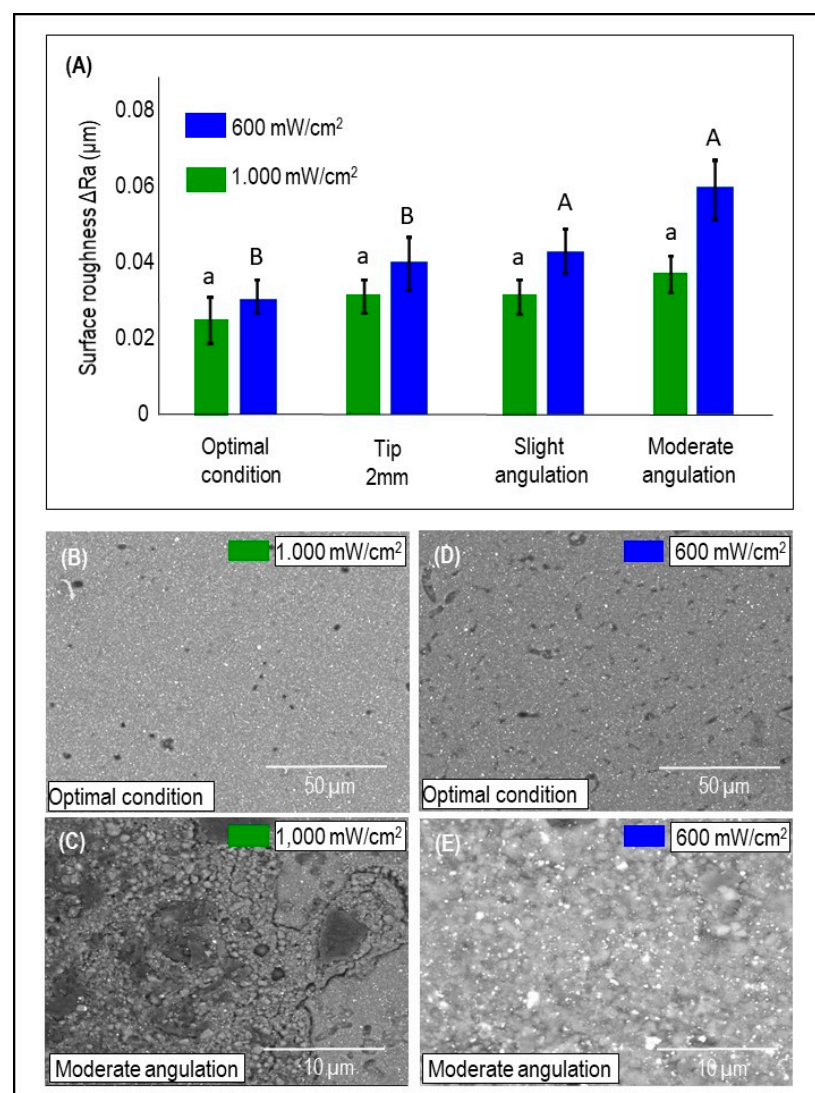 (A)
Surface roughness ΔRa (µm)
0.08
0.06
0.04
0.02
0
600 mW/cm²
1.000 mW/cm²
a
B
a
B
a
A
a
A
Optimal
condition
Tip
2mm
Slight
angulation
Moderate
angulation
(B)
1.000 mW/cm²
50 µm
Optimal condition
(D)
600 mW/cm²
50 µm
Optimal condition
(C)
1,000 mW/cm²
10 µm
Moderate angulation
(E)
600 mW/cm²
10 µm
Moderate angulation